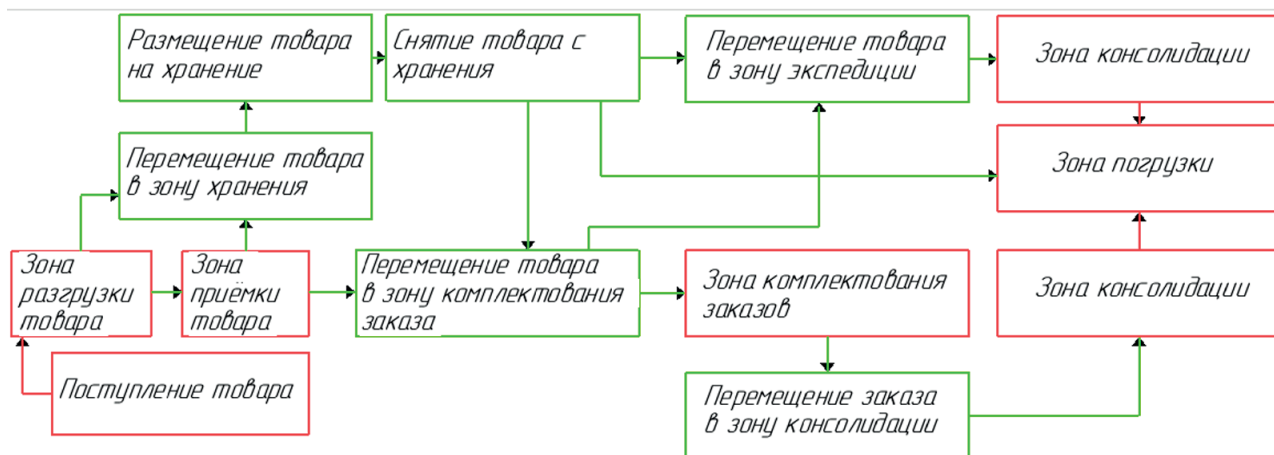 Размещение товара
на хранение
Снятие товара с
хранения
Перемещение товара
в зону экспедиции
Зона консолидации
Перемещение товара
в зону хранения
Зона погрузки
Зона
разгрузки
товара
Зона
приёмки
товара
Перемещение товара
в зону комплектования
заказа
Зона комплектования
заказов
Зона консолидации
Поступление товара
Перемещение заказа
в зону консолидации